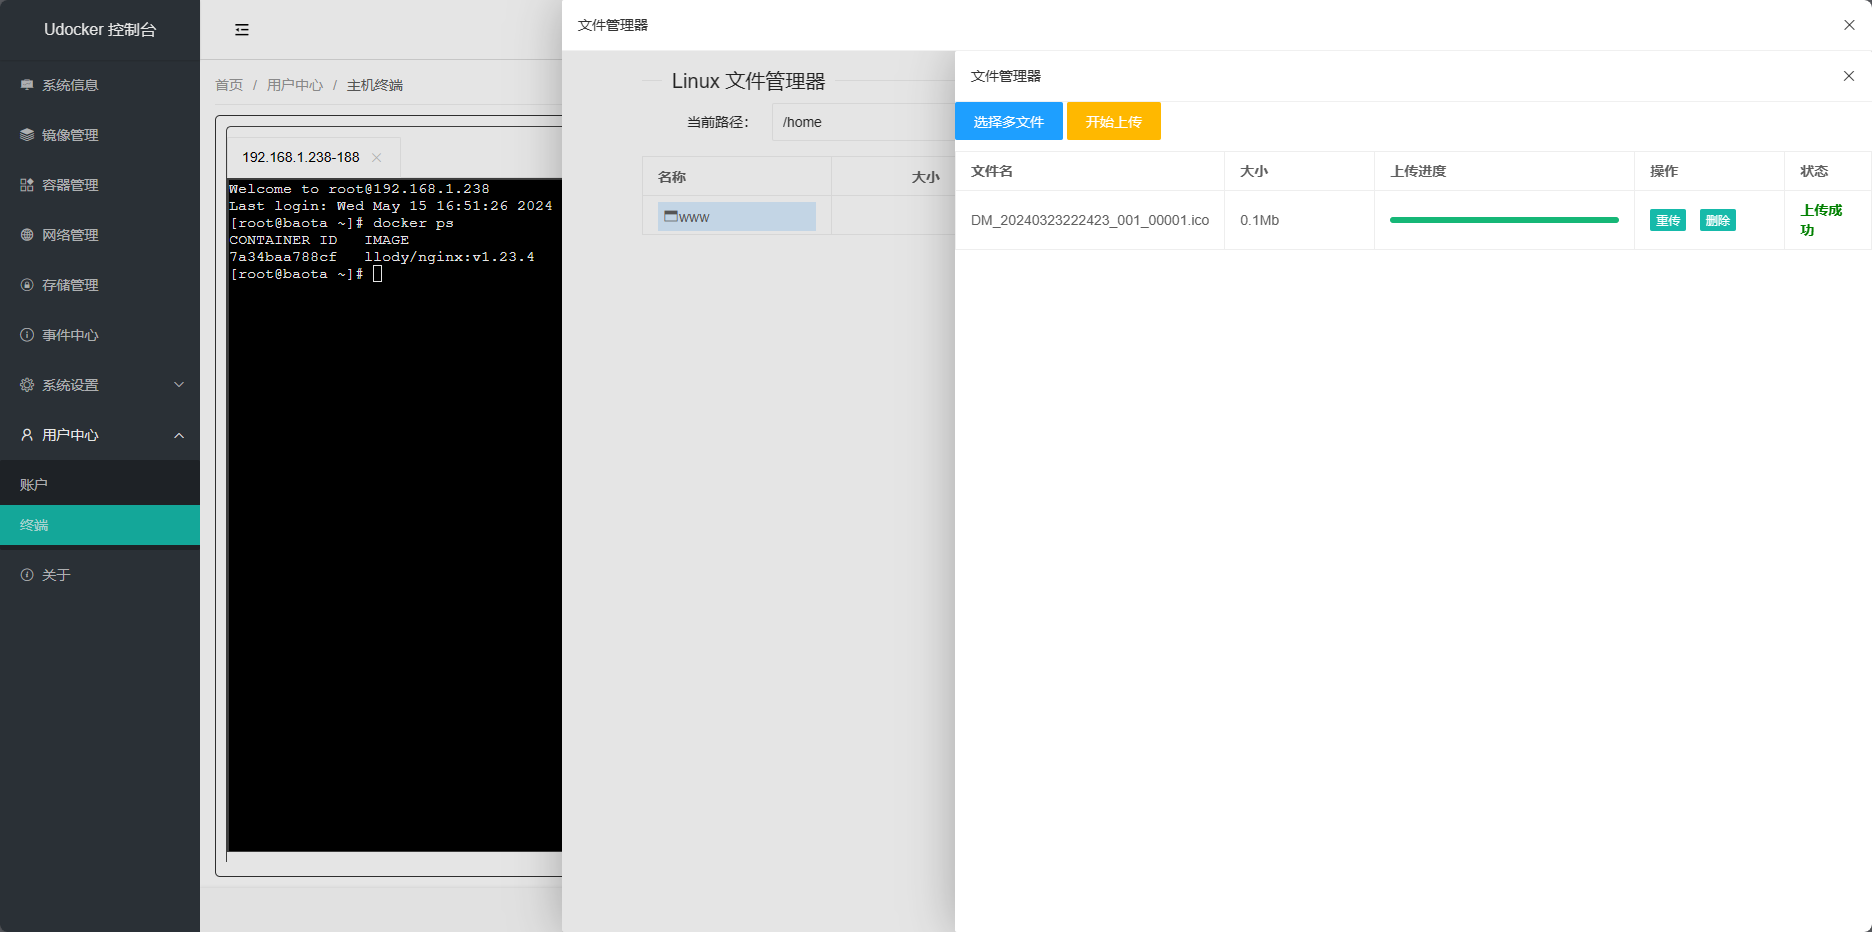 Udocker 控制台
系统信息
镜像管理
容器管理
网络管理
存储管理
事件中心
系统设置
用户中心
账户
终端
关于
首页 / 用户中心 / 主机终端
192.168.1.238-188
Welcome to root@192.168.1.238
Last login: Wed May 15 16:51:26 2024
[root@baota ~]# docker ps
CONTAINER ID   IMAGE
7a34baa788cf   llody/nginx:v1.23.4
[root@baota ~]#
文件管理器
Linux 文件管理器
当前路径： /home
名称 大小
www
文件管理器
选择多文件 开始上传
文件名 大小 上传进度 操作 状态
DM_20240323222423_001_00001.ico 0.1Mb 重传 删除 上传成
功